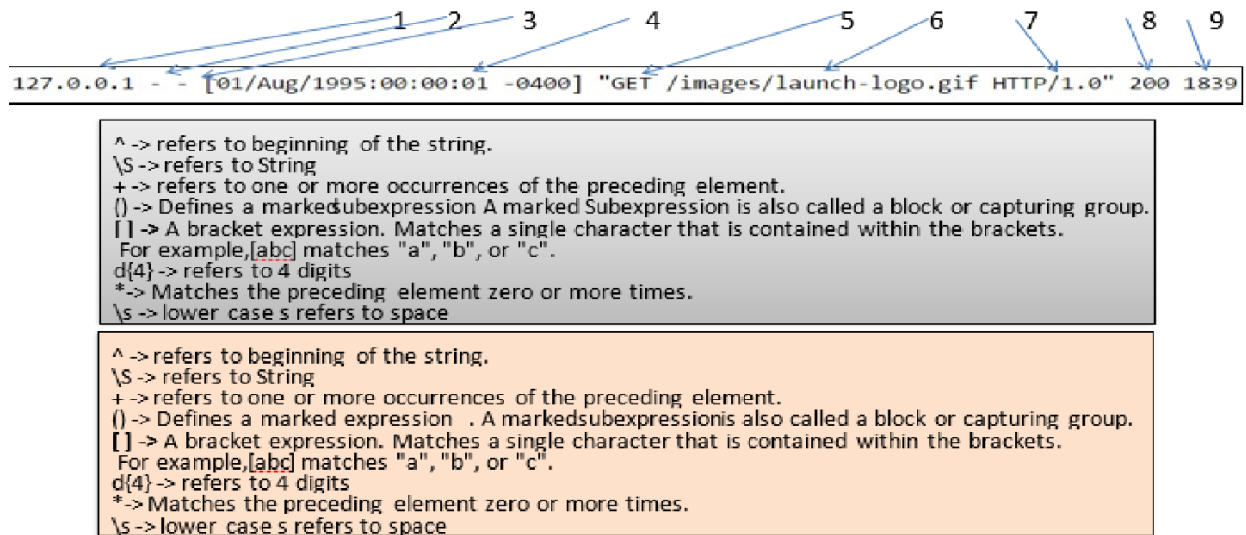 1 2 3 4 5 6 7 8 9
127.0.0.1 - - [01/Aug/1995:00:00:01 -0400] "GET /images/launch-logo.gif HTTP/1.0" 200 1839
^ -> refers to beginning of the string.
\S -> refers to String
+ -> refers to one or more occurrences of the preceding element.
() -> Defines a markedsubexpression A marked Subexpression is also called a block or capturing group.
[] -> A bracket expression. Matches a single character that is contained within the brackets.
For example,[abc] matches "a", "b", or "c".
d{4} -> refers to 4 digits
*-> Matches the preceding element zero or more times.
\s -> lower case s refers to space
^ -> refers to beginning of the string.
\S -> refers to String
+ -> refers to one or more occurrences of the preceding element.
() -> Defines a marked expression . A markedsubexpressionis also called a block or capturing group.
[ ] -> A bracket expression. Matches a single character that is contained within the brackets.
For example,[abc] matches "a", "b", or "c".
d{4} -> refers to 4 digits
*-> Matches the preceding element zero or more times.
\s -> lower case s refers to space